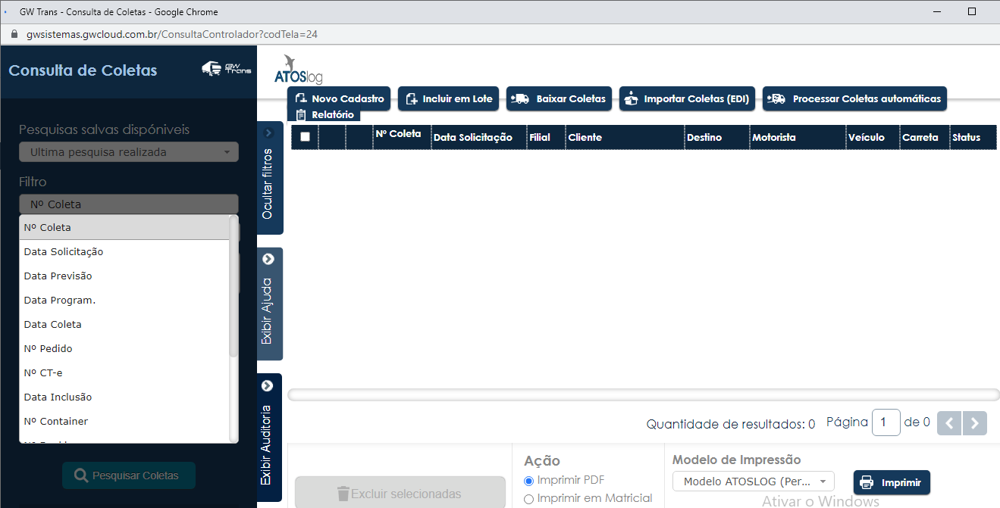 GW Trans - Consulta de Coletas - Google Chrome
gwsistemas.gwcloud.com.br/ConsultaControlador?codTela=24
Consulta de Coletas
GW Trans
ATOSlog
Novo Cadastro
Incluir em Lote
Baixar Coletas
Importar Coletas (EDI)
Processar Coletas automáticas
Relatório
Pesquisas salvas dispóniveis
Ultima pesquisa realizada
Filtro
Nº Coleta
Nº Coleta
Data Solicitação
Data Previsão
Data Program.
Data Coleta
Nº Pedido
Nº CT-e
Data Inclusão
Nº Container
Pesquisar Coletas
Ocultar filtros
Exibir Ajuda
Exibir Auditoria
Nº Coleta Data Solicitação Filial Cliente Destino Motorista Veículo Carreta Status
Quantidade de resultados: 0 Página 1 de 0
Excluir selecionadas
Ação
Imprimir PDF
Imprimir em Matricial
Modelo de Impressão
Modelo ATOSLOG (Per...
Imprimir
Ativar o Windows